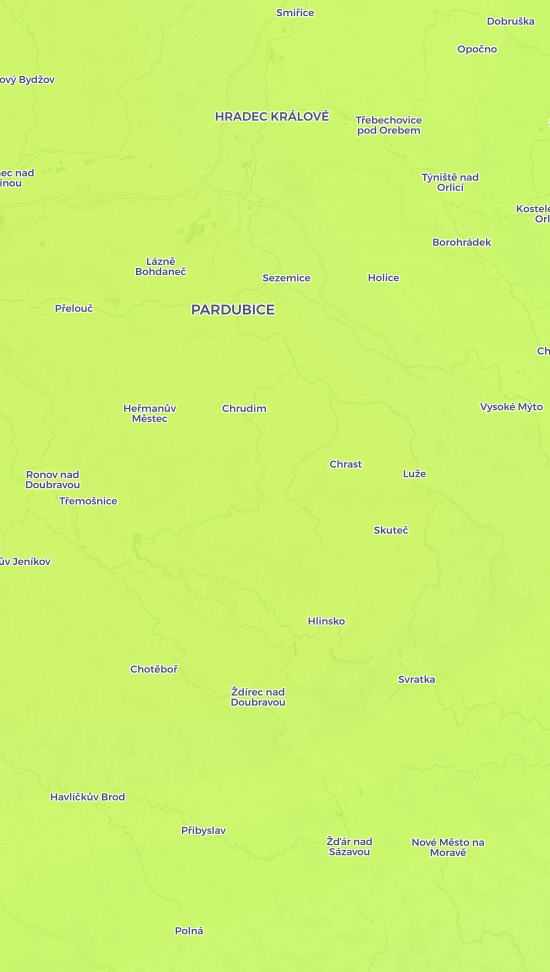 Smiřice
Dobruška
Opočno
ový Bydžov
HRADEC KRÁLOVÉ
Třebechovice
pod Orebem
ec nad
inou
Týniště nad
Orlicí
Kostele
Orl
Borohrádek
Lázně
Bohdaneč
Sezemice
Holice
Přelouč
PARDUBICE
Ch
Heřmanův
Městec
Chrudim
Vysoké Mýto
Chrast
Luže
Ronov nad
Doubravou
Třemošnice
Skuteč
ův Jeníkov
Hlinsko
Chotěboř
Svratka
Ždírec nad
Doubravou
Havlíčkův Brod
Přibyslav
Žďár nad
Sázavou
Nové Město na
Moravě
Polná